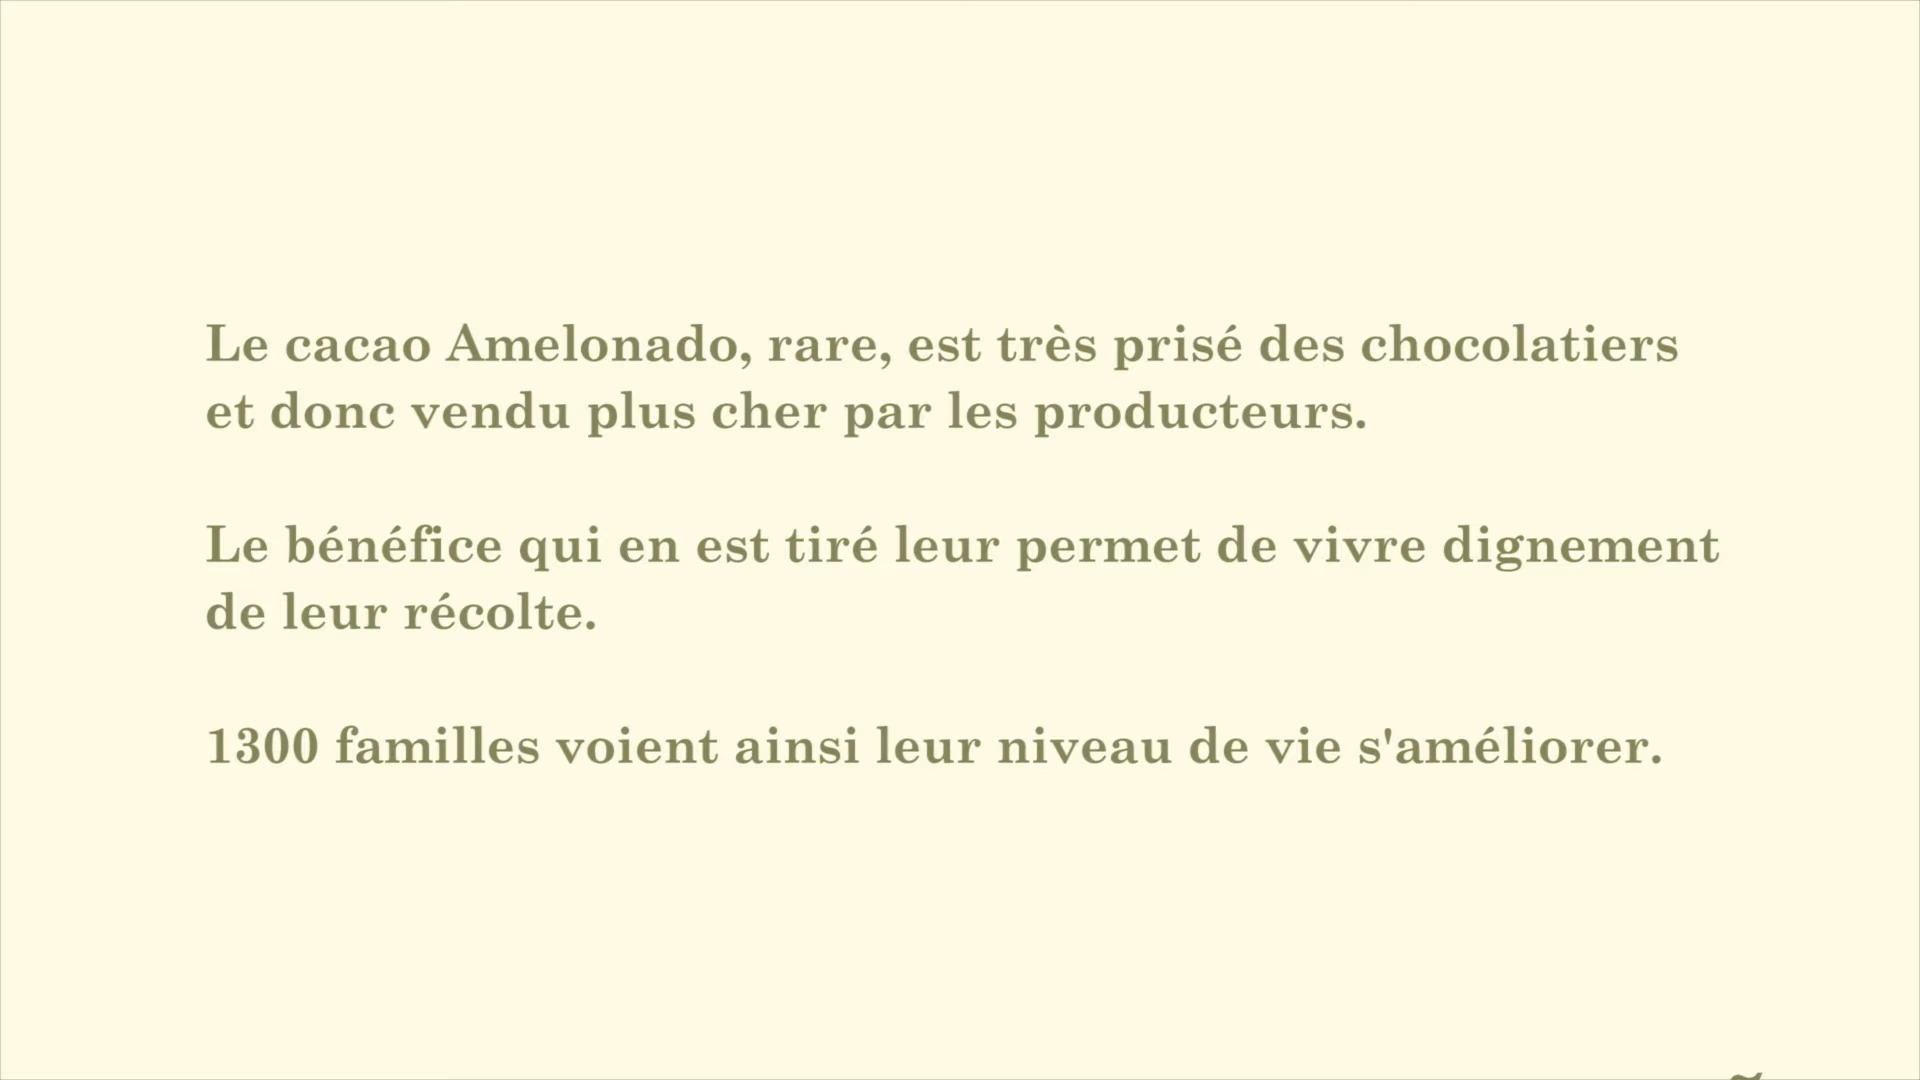 Le cacao Amelonado, rare, est très prisé des chocolatiers
et donc vendu plus cher par les producteurs.
Le bénéfice qui en est tiré leur permet de vivre dignement
de leur récolte.
1300 familles voient ainsi leur niveau de vie s'améliorer.